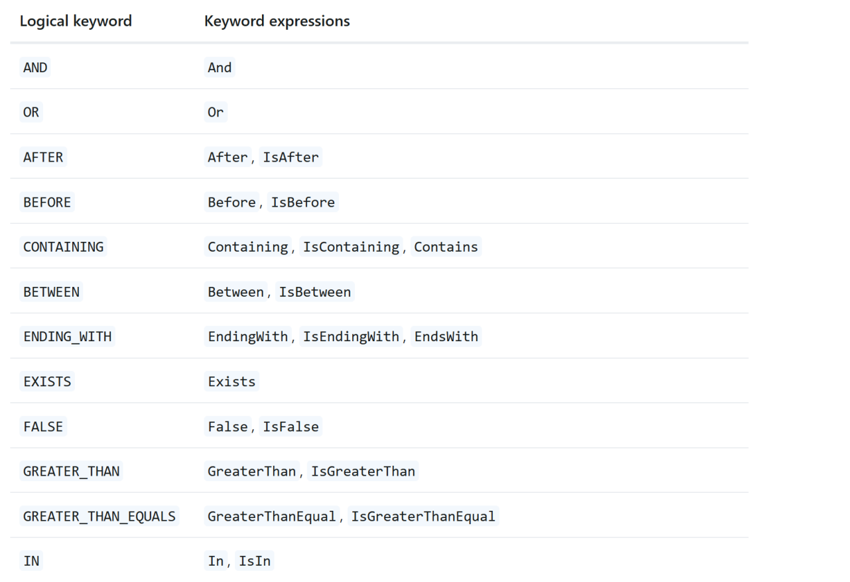 Logical keyword Keyword expressions
AND And
OR Or
AFTER After, IsAfter
BEFORE Before, IsBefore
CONTAINING Containing, IsContaining, Contains
BETWEEN Between, IsBetween
ENDING_WITH EndingWith, IsEndingWith, EndsWith
EXISTS Exists
FALSE False, IsFalse
GREATER_THAN GreaterThan, IsGreaterThan
GREATER_THAN_EQUALS GreaterThanEqual, IsGreaterThanEqual
IN In, IsIn